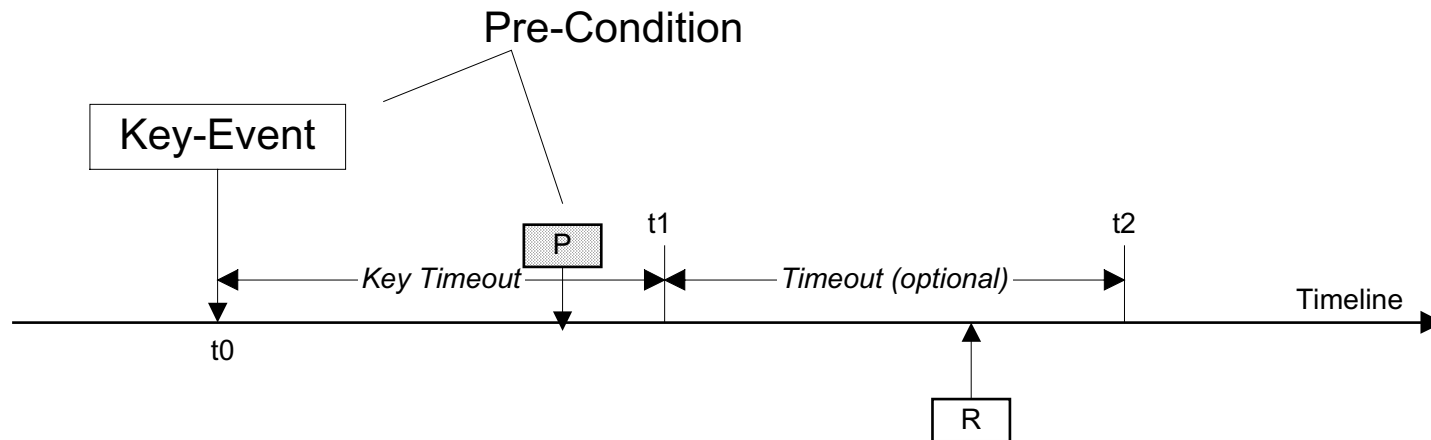 Pre-Condition
Key-Event
P
t1
t2
Key Timeout
Timeout (optional)
Timeline
t0
R